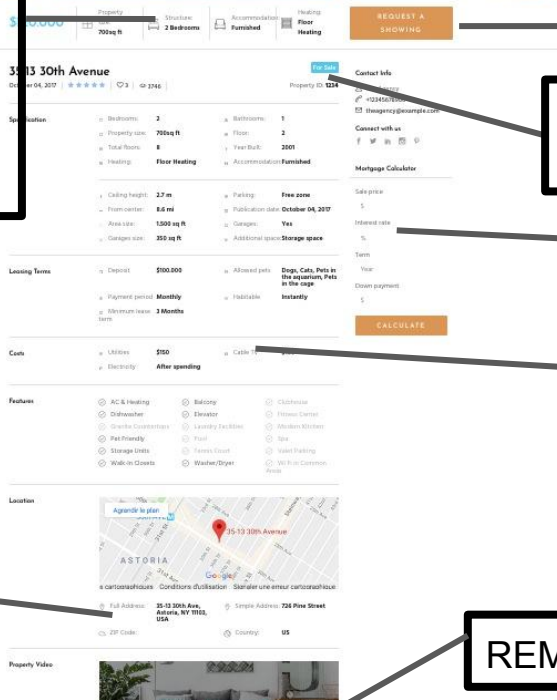 Property Structure: Accommodation: Heating: REQUEST A SHOWING
700sq ft 2 Bedrooms Furnished Floor Heating
30th Avenue For Sale
04, 2017 3 3746 Property ID: 1234
Bedrooms: 2 Bathrooms: 1
Property size: 700sq ft Floor: 2
Total floors: 8 Year Built: 2001
Heating: Floor Heating Accommodation: Furnished
Ceiling height: 2.7 m Parking: Free zone
From center: 8.6 mi Publication date: October 04, 2017
Area size: 1,500 sq ft Garages: Yes
Garages size: 350 sq ft Additional space: Storage space
Leasing Terms Deposit: $100.000 Allowed pets Dogs, Cats, Pets in the aquarium, Pets in the cage
Payment period Monthly Habitable Instantly
Minimum lease term 3 Months
Costs Utilities $150 Cable
Electricity: After spending
Features AC & Heating Balcony Clubhouse
Dishwasher Elevator Fitness Center
Granite Countertops Laundry Facilities Modern Kitchen
Pet Friendly Pool Spa
Storage Units Tennis Court Valet Parking
Walk-in Closets Washer/Dryer Wi-Fi in Common Areas
Location
Agrandir le plan
35-13 30th Avenue
ASTORIA
Google
s cartographiques Conditions d'utilisation Signaler une erreur cartographique
Full Address: 35-13 30th Ave, Astoria, NY 11103, USA Simple Address: 726 Pine Street
ZIP Code: Country: US
Property Video
Contact Info
theagency@example.com
Connect with us
Mortgage Calculator
Sale price
$
Interest rate
%
Term
Year
Down payment
$
CALCULATE
REM